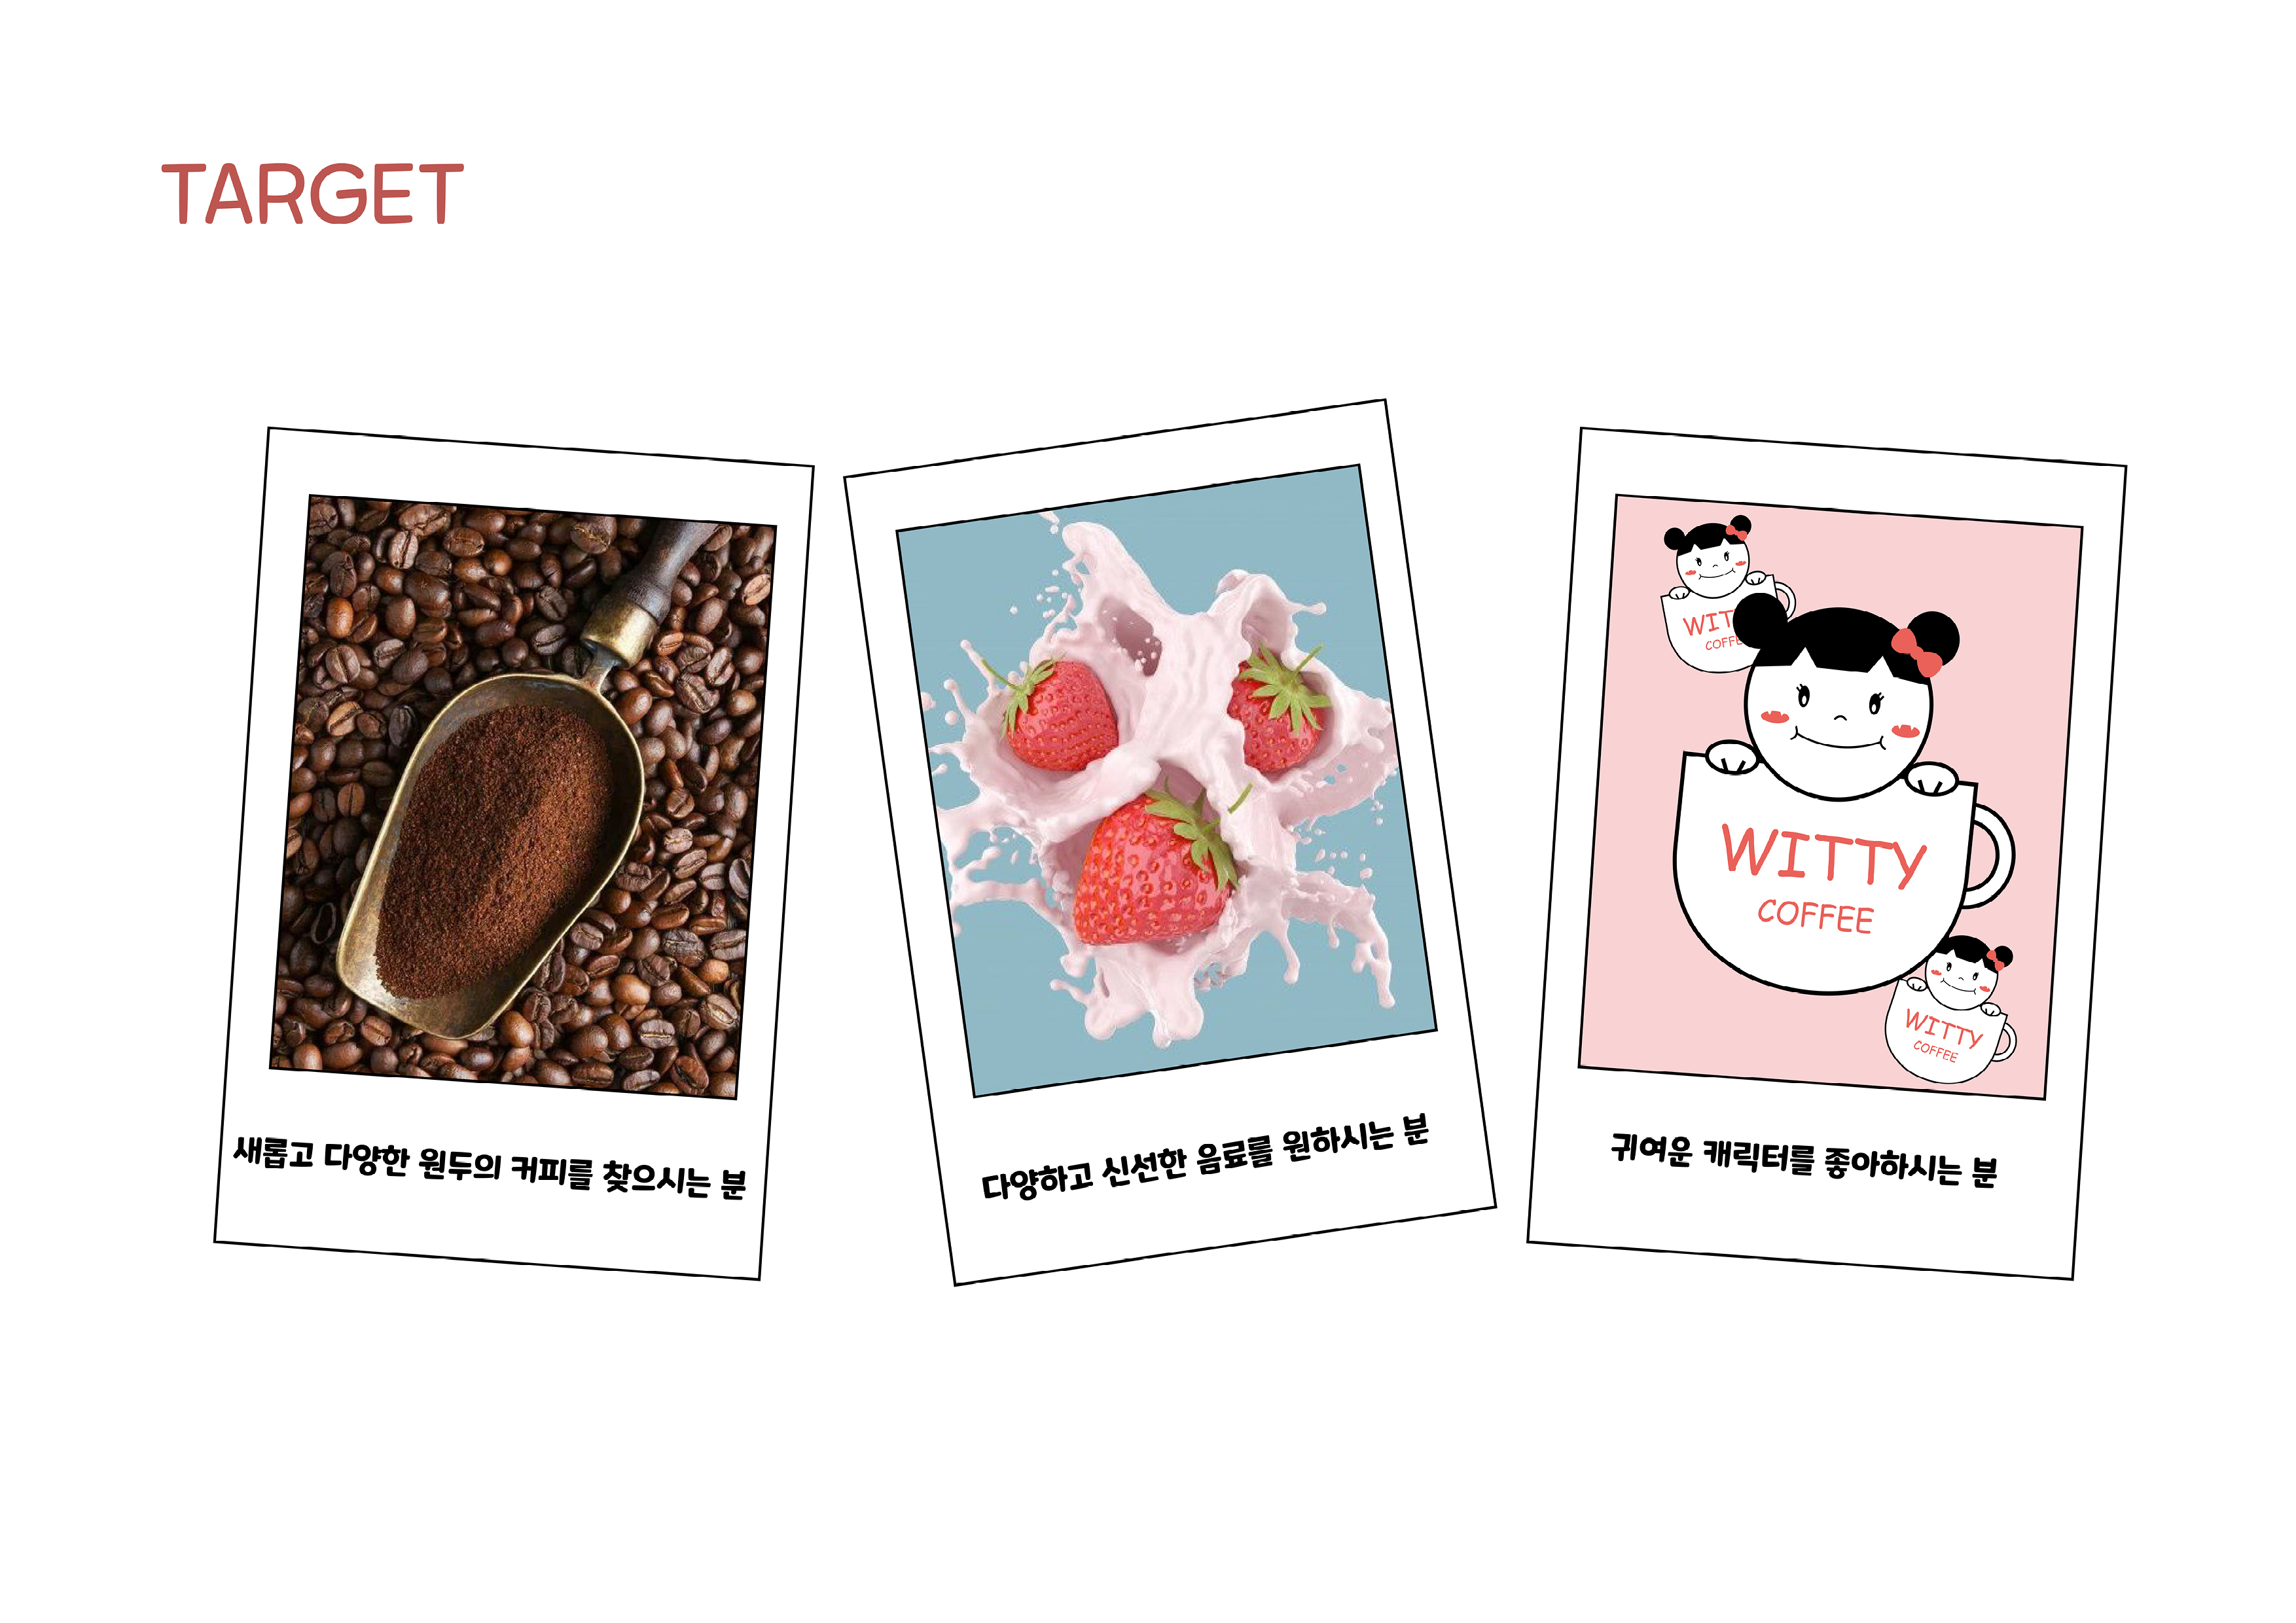 TARGET
새롭고 다양한 원두의 커피를 찾으시는 분
다양하고 신선한 음료를 원하시는 분
WITTY
COFFEE
WITTY
COFFEE
귀여운 캐릭터를 좋아하시는 분